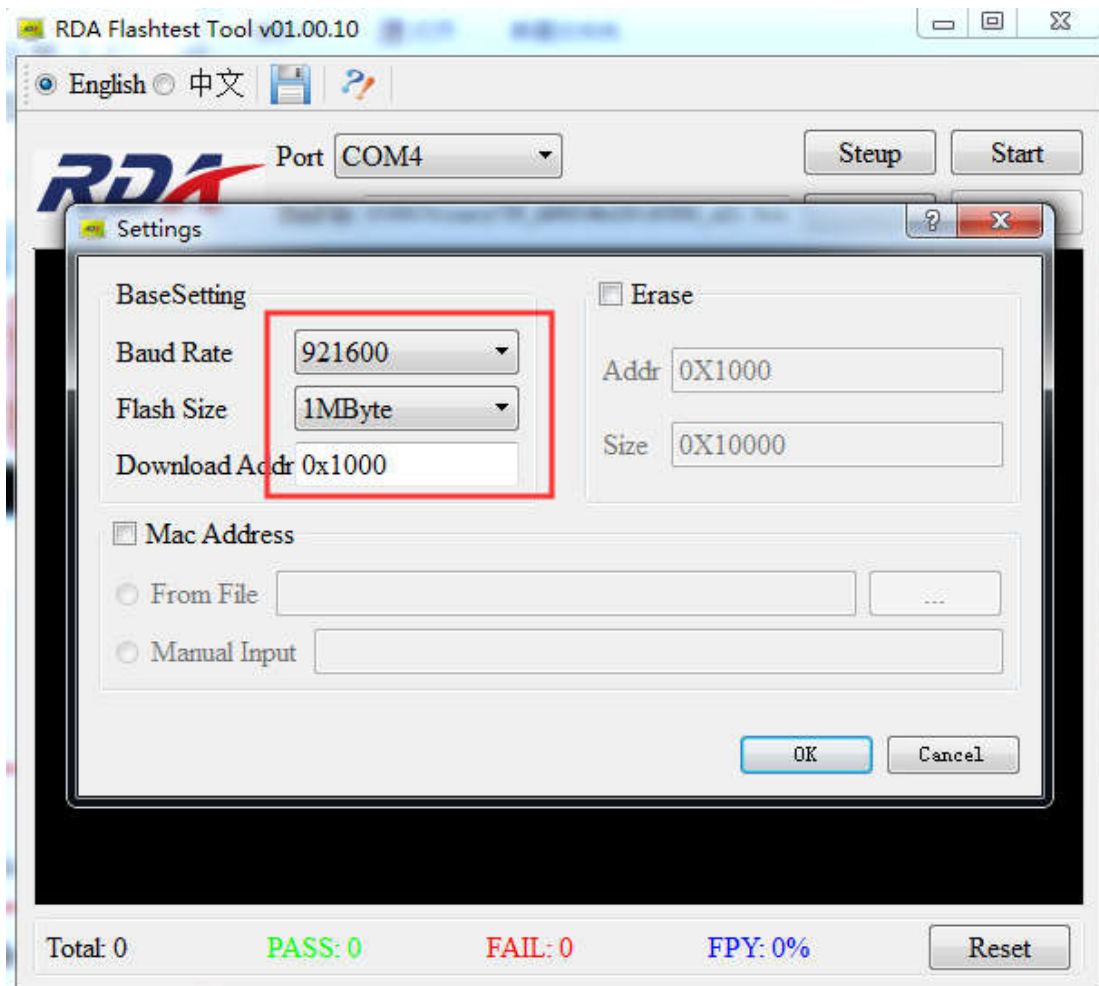 RDA Flashtest Tool v01.00.10
English 中文
RDA
Port COM4 Steup Start
Settings
BaseSetting
Erase
Baud Rate 921600
Addr 0X1000
Flash Size 1MByte
Size 0X10000
Download Addr 0x1000
Mac Address
From File ...
Manual Input
OK Cancel
Total: 0 PASS: 0 FAIL: 0 FPY: 0% Reset